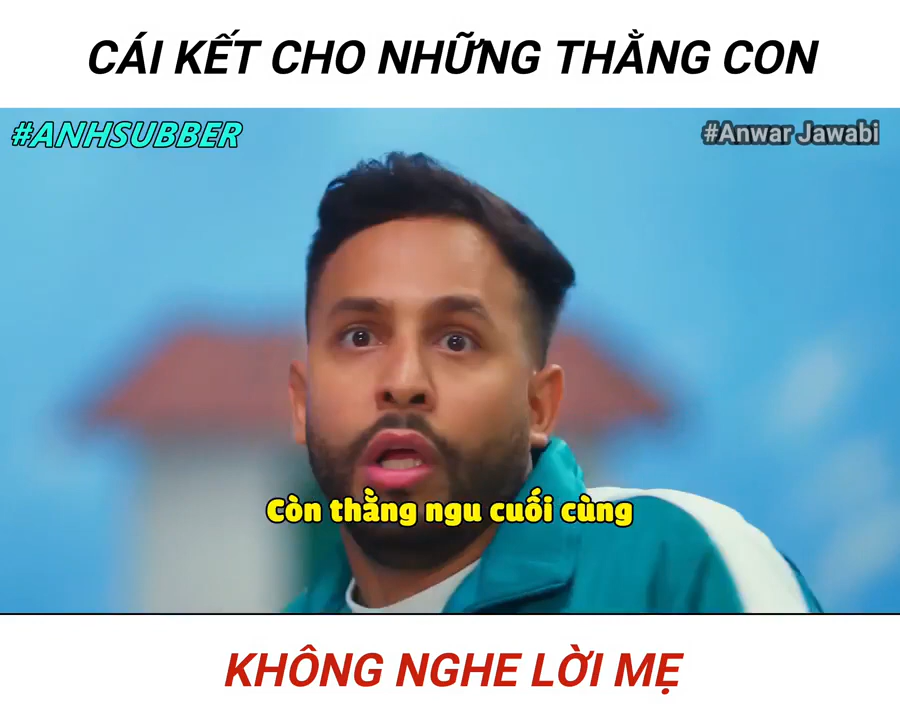 CÁI KẾT CHO NHỮNG THẰNG CON
#ANHSUBBER
#Anwar Jawabi
Còn thằng ngu cuối cùng
KHÔNG NGHE LỜI MẸ